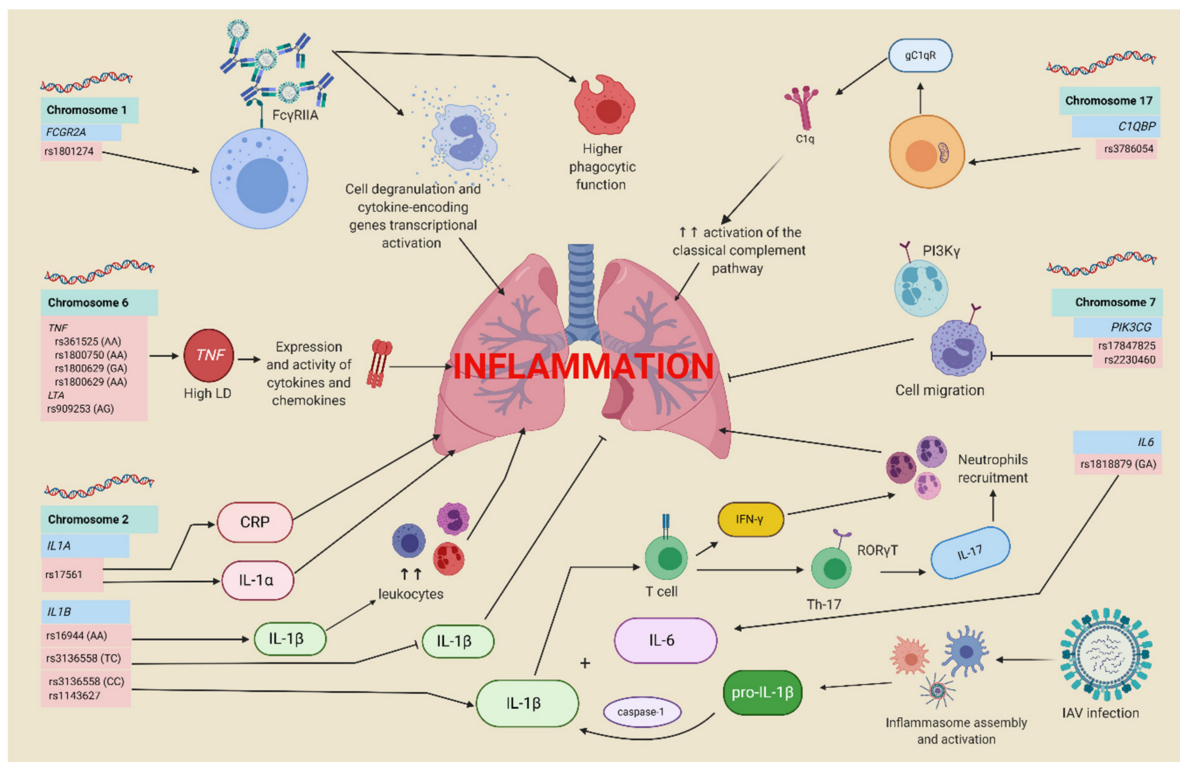 Chromosome 1
FCGR2A
rs1801274
FcγRIIA
Cell degranulation and
cytokine-encoding
genes transcriptional
activation
Higher
phagocytic
function
gC1qR
C1q
↑↑ activation of the
classical complement
pathway
Chromosome 17
C1QBP
rs3786054
Chromosome 6
TNF
rs361525 (AA)
rs1800750 (AA)
rs1800629 (GA)
rs1800629 (AA)
LTA
rs909253 (AG)
TNF
High LD
Expression
and activity of
cytokines and
chemokines
INFLAMMATION
PI3Kγ
Cell migration
Chromosome 7
PIK3CG
rs17847825
rs2230460
IL6
rs1818879 (GA)
Chromosome 2
IL1A
rs17561
IL1B
rs16944 (AA)
rs3136558 (TC)
rs3136558 (CC)
rs1143627
CRP
IL-1α
IL-1β
↑↑
leukocytes
IL-1β
IL-1β
T cell
IFN-γ
Th-17
RORγT
IL-17
Neutrophils
recruitment
+
IL-6
caspase-1
pro-IL-1β
Inflammasome assembly
and activation
IAV infection